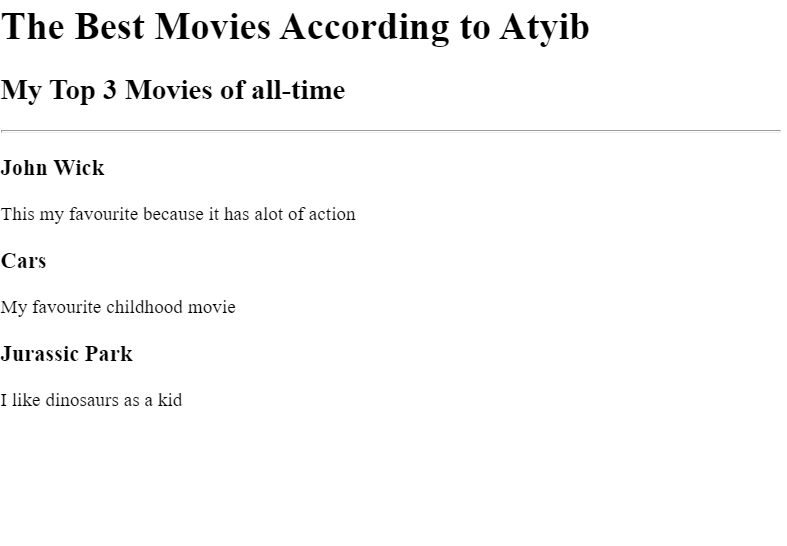 The Best Movies According to Atyib
My Top 3 Movies of all-time
John Wick
This my favourite because it has alot of action
Cars
My favourite childhood movie
Jurassic Park
I like dinosaurs as a kid